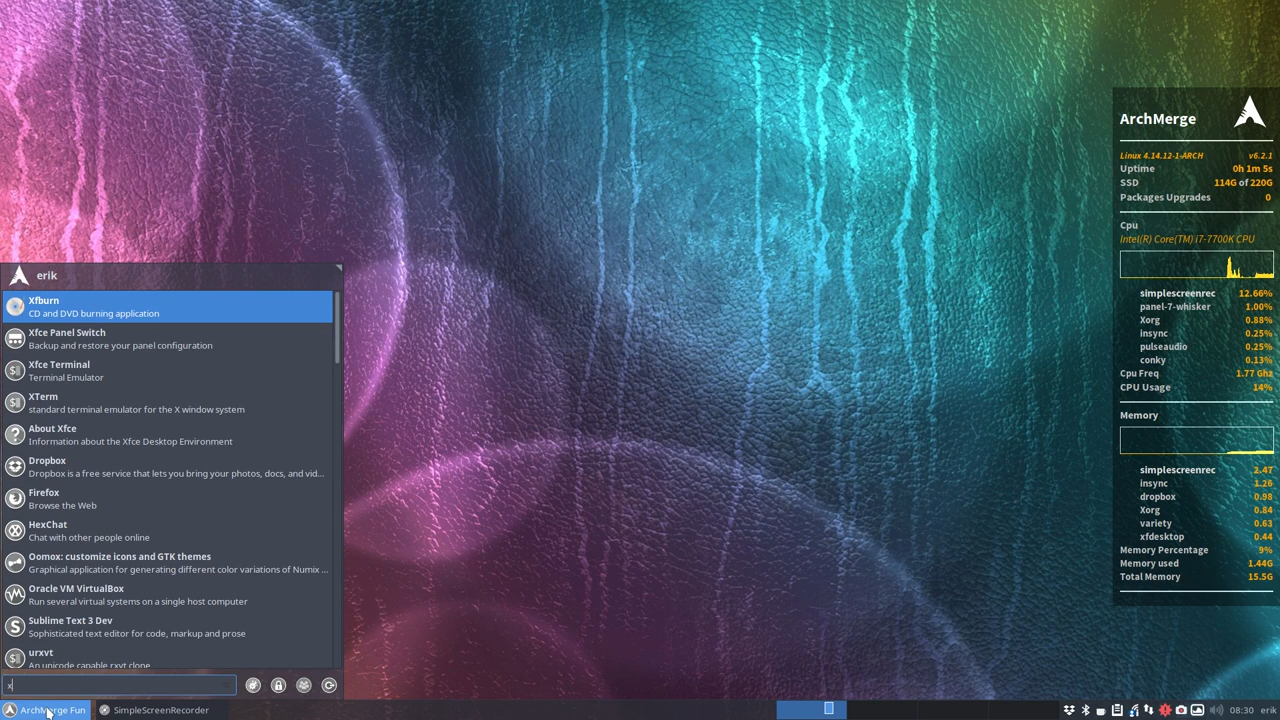 ArchMerge
Linux 4.14.12-1-ARCH v6.2.1
Uptime 0h 1m 5s
SSD 114G of 220G
Packages Upgrades 0
Cpu
Intel(R) Core(TM) i7-7700K CPU
simplescreenrec 12.66%
panel-7-whisker 1.00%
Xorg 0.88%
insync 0.25%
pulseaudio 0.25%
conky 0.13%
Cpu Freq 1.77 Ghz
CPU Usage 14%
Memory
simplescreenrec 2.47
insync 1.26
dropbox 0.98
Xorg 0.84
variety 0.63
xfdesktop 0.44
Memory Percentage 9%
Memory used 1.44G
Total Memory 15.5G
erik
Xfburn
CD and DVD burning application
Xfce Panel Switch
Backup and restore your panel configuration
Xfce Terminal
Terminal Emulator
XTerm
standard terminal emulator for the X window system
About Xfce
Information about the Xfce Desktop Environment
Dropbox
Dropbox is a free service that lets you bring your photos, docs, and vid...
Firefox
Browse the Web
HexChat
Chat with other people online
Oomox: customize icons and GTK themes
Graphical application for generating different color variations of Numix ...
Oracle VM VirtualBox
Run several virtual systems on a single host computer
Sublime Text 3 Dev
Sophisticated text editor for code, markup and prose
urxvt
An unicode capable rxvt clone
x
ArchMerge Fun SimpleScreenRecorder 08:30 erik